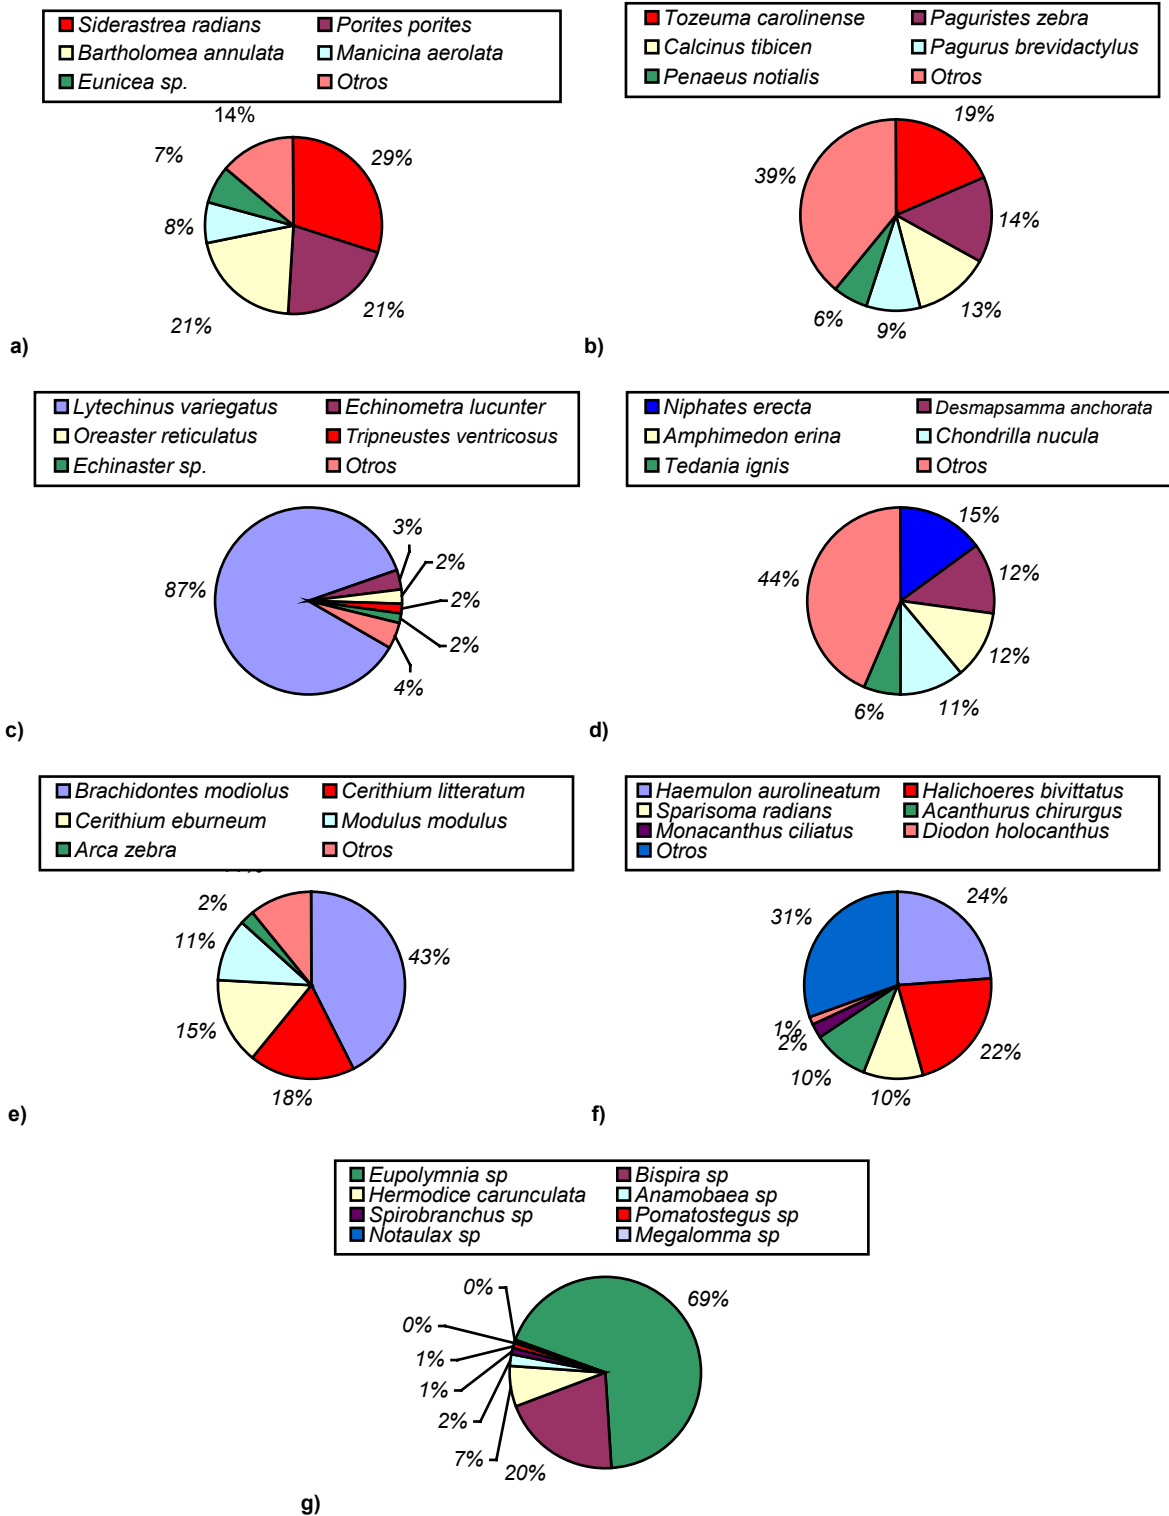 Siderastrea radians Porites porites
Bartholomea annulata Manicina aerolata
Eunicea sp. Otros
14%
7%
29%
8%
21%
21%
a)
Tozeuma carolinense Paguristes zebra
Calcinus tibicen Pagurus brevidactylus
Penaeus notialis Otros
19%
39%
14%
13%
6%
9%
b)
Lytechinus variegatus Echinometra lucunter
Oreaster reticulatus Tripneustes ventricosus
Echinaster sp. Otros
3%
2%
87%
2%
2%
4%
c)
Niphates erecta Desmapsamma anchorata
Amphimedon erina Chondrilla nucula
Tedania ignis Otros
15%
44%
12%
12%
6%
11%
d)
Brachidontes modiolus Cerithium litteratum
Cerithium eburneum Modulus modulus
Arca zebra Otros
2%
11%
43%
15%
18%
e)
Haemulon aurolineatum Halichoeres bivittatus
Sparisoma radians Acanthurus chirurgus
Monacanthus ciliatus Diodon holocanthus
Otros
24%
31%
1%
2%
22%
10%
10%
f)
Eupolymnia sp Bispira sp
Hermodice carunculata Anamobaea sp
Spirobranchus sp Pomatostegus sp
Notaulax sp Megalomma sp
0%
69%
0%
1%
1%
2%
7%
20%
g)